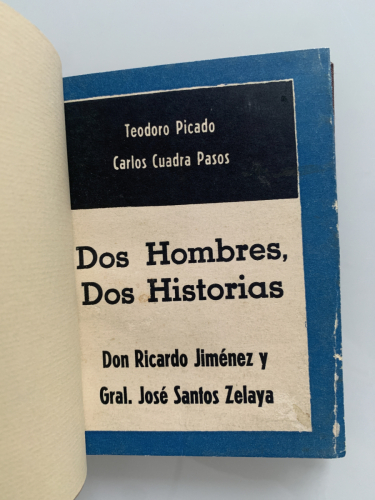 Teodoro Picado
Carlos Cuadra Pasos
Dos Hombres,
Dos Historias
Don Ricardo Jiménez y
Gral. José Santos Zelaya